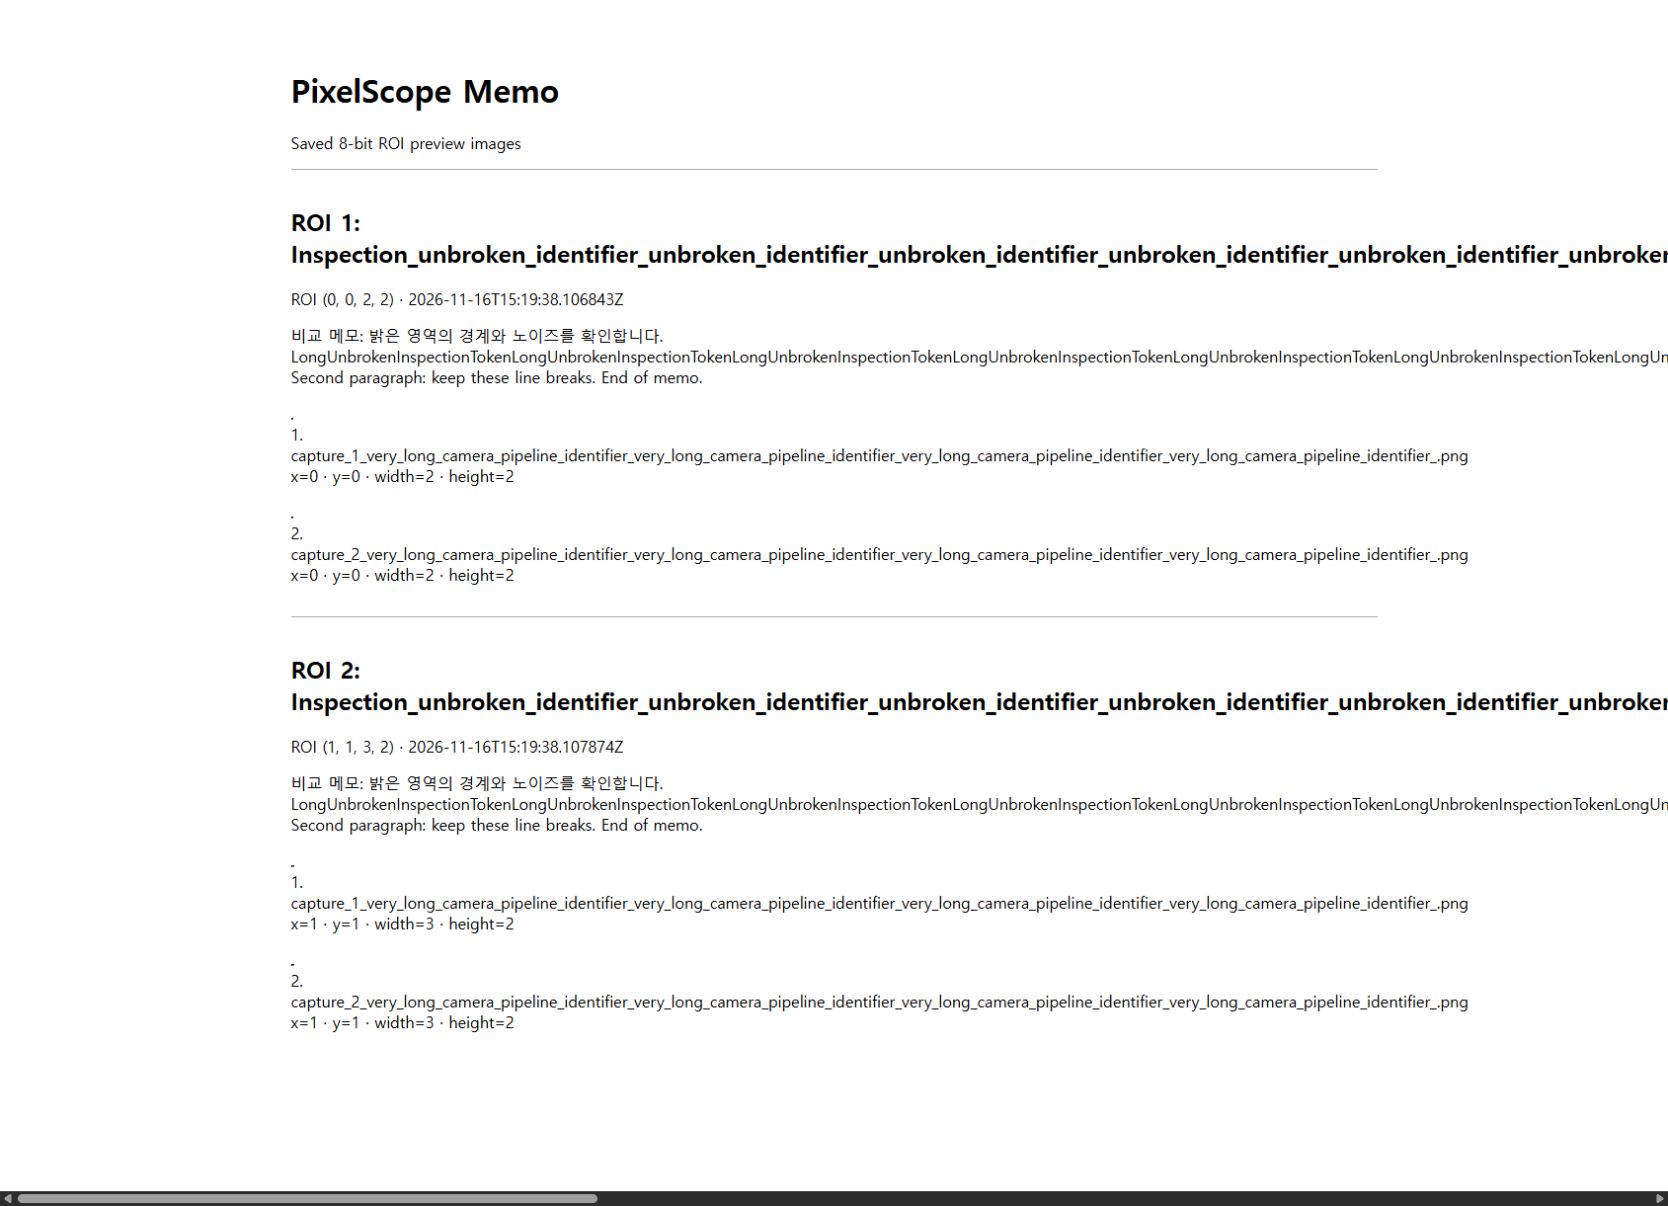 PixelScope Memo
Saved 8-bit ROI preview images
ROI 1:
Inspection_unbroken_identifier_unbroken_identifier_unbroken_identifier_unbroken_identifier_unbroken_identifier_unbroken
ROI (0, 0, 2, 2) · 2026-11-16T15:19:38.106843Z
비교 메모: 밝은 영역의 경계와 노이즈를 확인합니다.
LongUnbrokenInspectionTokenLongUnbrokenInspectionTokenLongUnbrokenInspectionTokenLongUnbrokenInspectionTokenLongUnbrokenInspectionTokenLongUnbrokenInspectionTokenLongUn
Second paragraph: keep these line breaks. End of memo.
1.
capture_1_very_long_camera_pipeline_identifier_very_long_camera_pipeline_identifier_very_long_camera_pipeline_identifier_very_long_camera_pipeline_identifier_.png
x=0 · y=0 · width=2 · height=2
2.
capture_2_very_long_camera_pipeline_identifier_very_long_camera_pipeline_identifier_very_long_camera_pipeline_identifier_very_long_camera_pipeline_identifier_.png
x=0 · y=0 · width=2 · height=2
ROI 2:
Inspection_unbroken_identifier_unbroken_identifier_unbroken_identifier_unbroken_identifier_unbroken_identifier_unbroken
ROI (1, 1, 3, 2) · 2026-11-16T15:19:38.107874Z
비교 메모: 밝은 영역의 경계와 노이즈를 확인합니다.
LongUnbrokenInspectionTokenLongUnbrokenInspectionTokenLongUnbrokenInspectionTokenLongUnbrokenInspectionTokenLongUnbrokenInspectionTokenLongUnbrokenInspectionTokenLongUn
Second paragraph: keep these line breaks. End of memo.
1.
capture_1_very_long_camera_pipeline_identifier_very_long_camera_pipeline_identifier_very_long_camera_pipeline_identifier_very_long_camera_pipeline_identifier_.png
x=1 · y=1 · width=3 · height=2
2.
capture_2_very_long_camera_pipeline_identifier_very_long_camera_pipeline_identifier_very_long_camera_pipeline_identifier_very_long_camera_pipeline_identifier_.png
x=1 · y=1 · width=3 · height=2